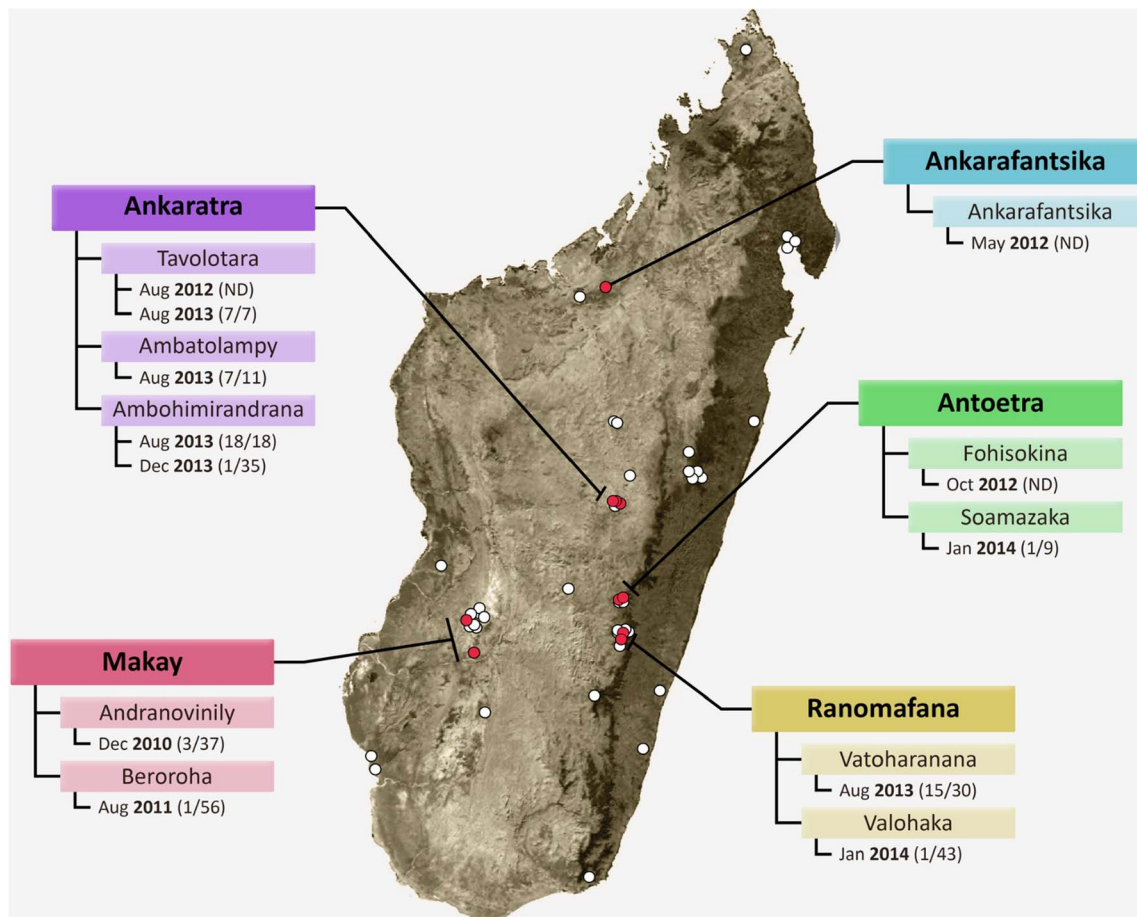 Ankaratra
Tavolotara
Aug 2012 (ND)
Aug 2013 (7/7)
Ambatolampy
Aug 2013 (7/11)
Ambohimirandrana
Aug 2013 (18/18)
Dec 2013 (1/35)
Makay
Andranovinily
Dec 2010 (3/37)
Beroroha
Aug 2011 (1/56)
Ankarafantsika
Ankarafantsika
May 2012 (ND)
Antoetra
Fohisokina
Oct 2012 (ND)
Soamazaka
Jan 2014 (1/9)
Ranomafana
Vatoharanana
Aug 2013 (15/30)
Valohaka
Jan 2014 (1/43)